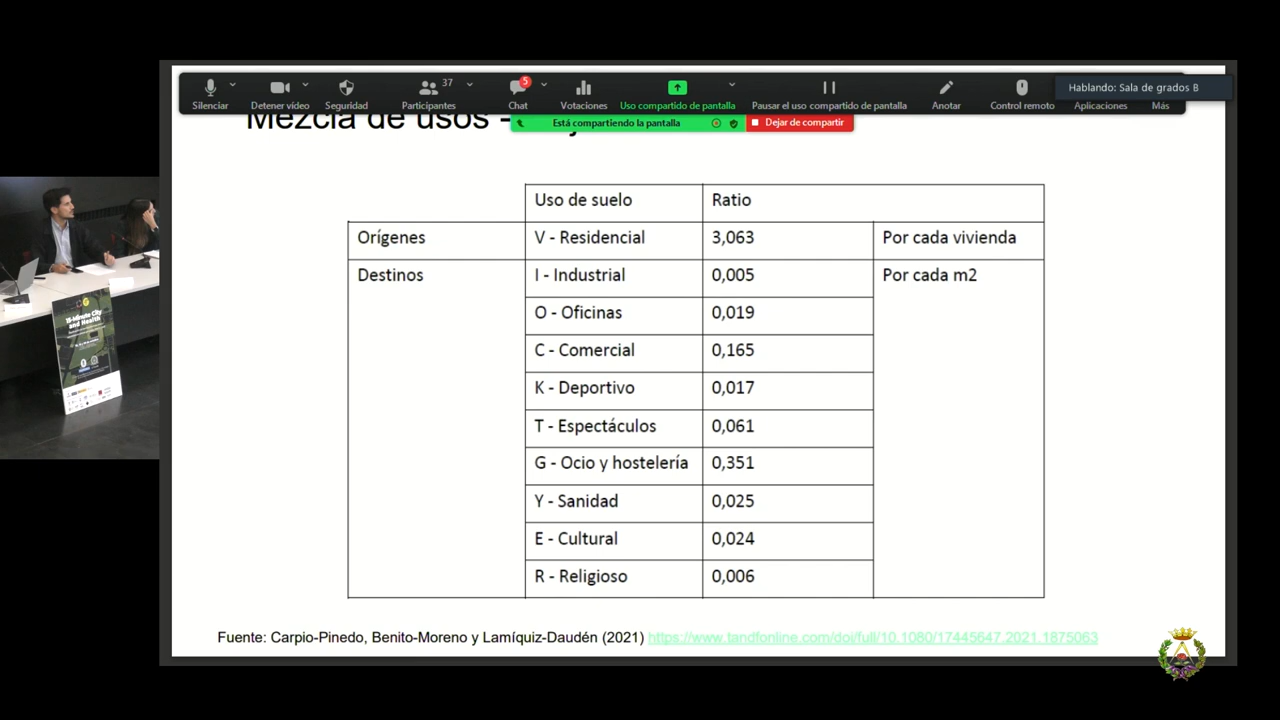 Silenciar
Detener vídeo
Seguridad
37
Participantes
5
Chat
Votaciones
Uso compartido de pantalla
Pausar el uso compartido de pantalla
Anotar
Control remoto
Hablando: Sala de grados B
Aplicaciones
Más
Está compartiendo la pantalla
Dejar de compartir
Mezcla de usos -
Uso de suelo Ratio
Orígenes V - Residencial 3,063 Por cada vivienda
Destinos I - Industrial 0,005 Por cada m2
O - Oficinas 0,019
C - Comercial 0,165
K - Deportivo 0,017
T - Espectáculos 0,061
G - Ocio y hostelería 0,351
Y - Sanidad 0,025
E - Cultural 0,024
R - Religioso 0,006
Fuente: Carpio-Pinedo, Benito-Moreno y Lamíquiz-Daudén (2021) https://www.tandfonline.com/doi/full/10.1080/17445647.2021.1875063
15-Minute City
and Health